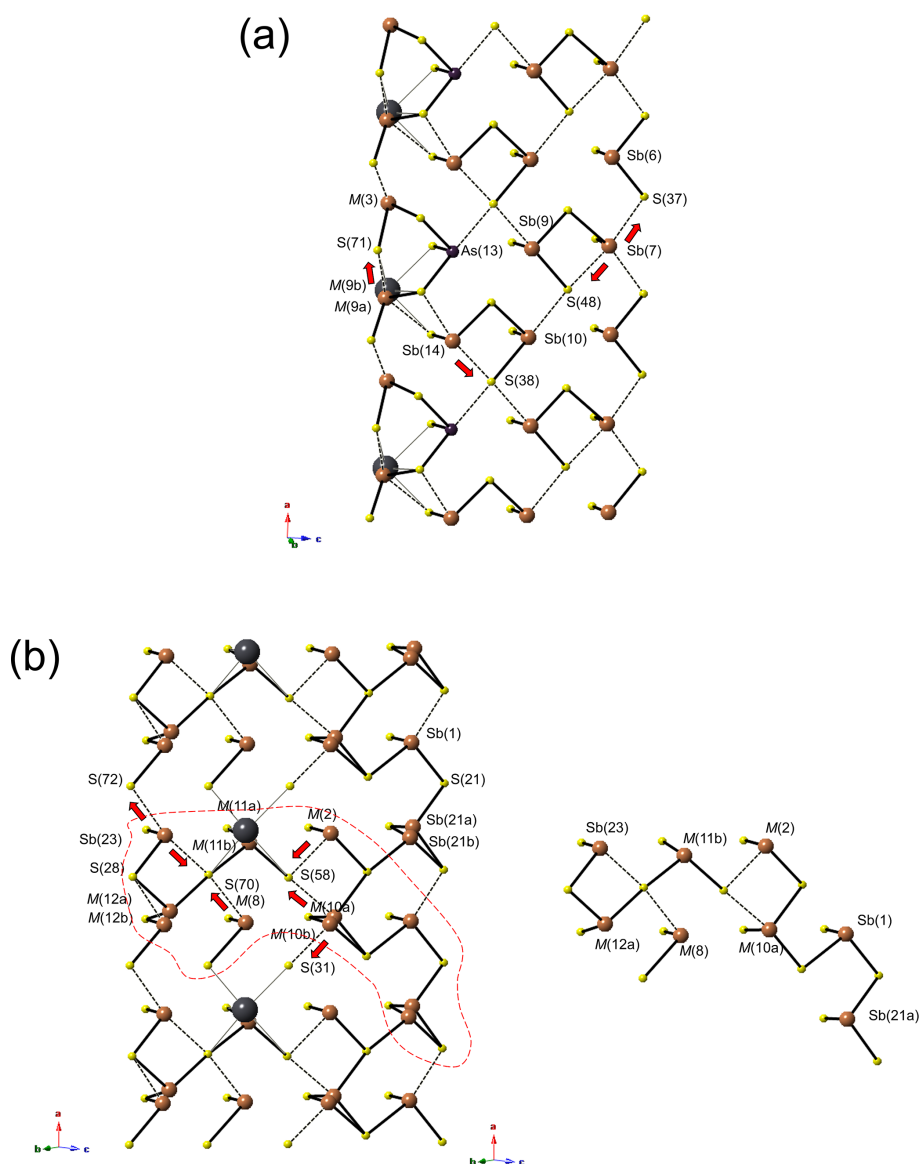 (a)
Sb(6)
M(3)
S(37)
Sb(9)
S(71)
As(13)
Sb(7)
M(9b)
M(9a)
S(48)
Sb(14)
Sb(10)
S(38)
a
b
c
(b)
Sb(1)
S(72)
S(21)
M(11a)
M(2)
Sb(21a)
Sb(23)
M(11b)
Sb(21b)
S(28)
S(58)
S(70)
M(12a)
M(8)
M(10a)
M(12b)
M(10b)
S(31)
a
b
c
Sb(23)
M(11b)
M(2)
Sb(1)
M(12a)
M(8)
M(10a)
Sb(21a)
a
b
c